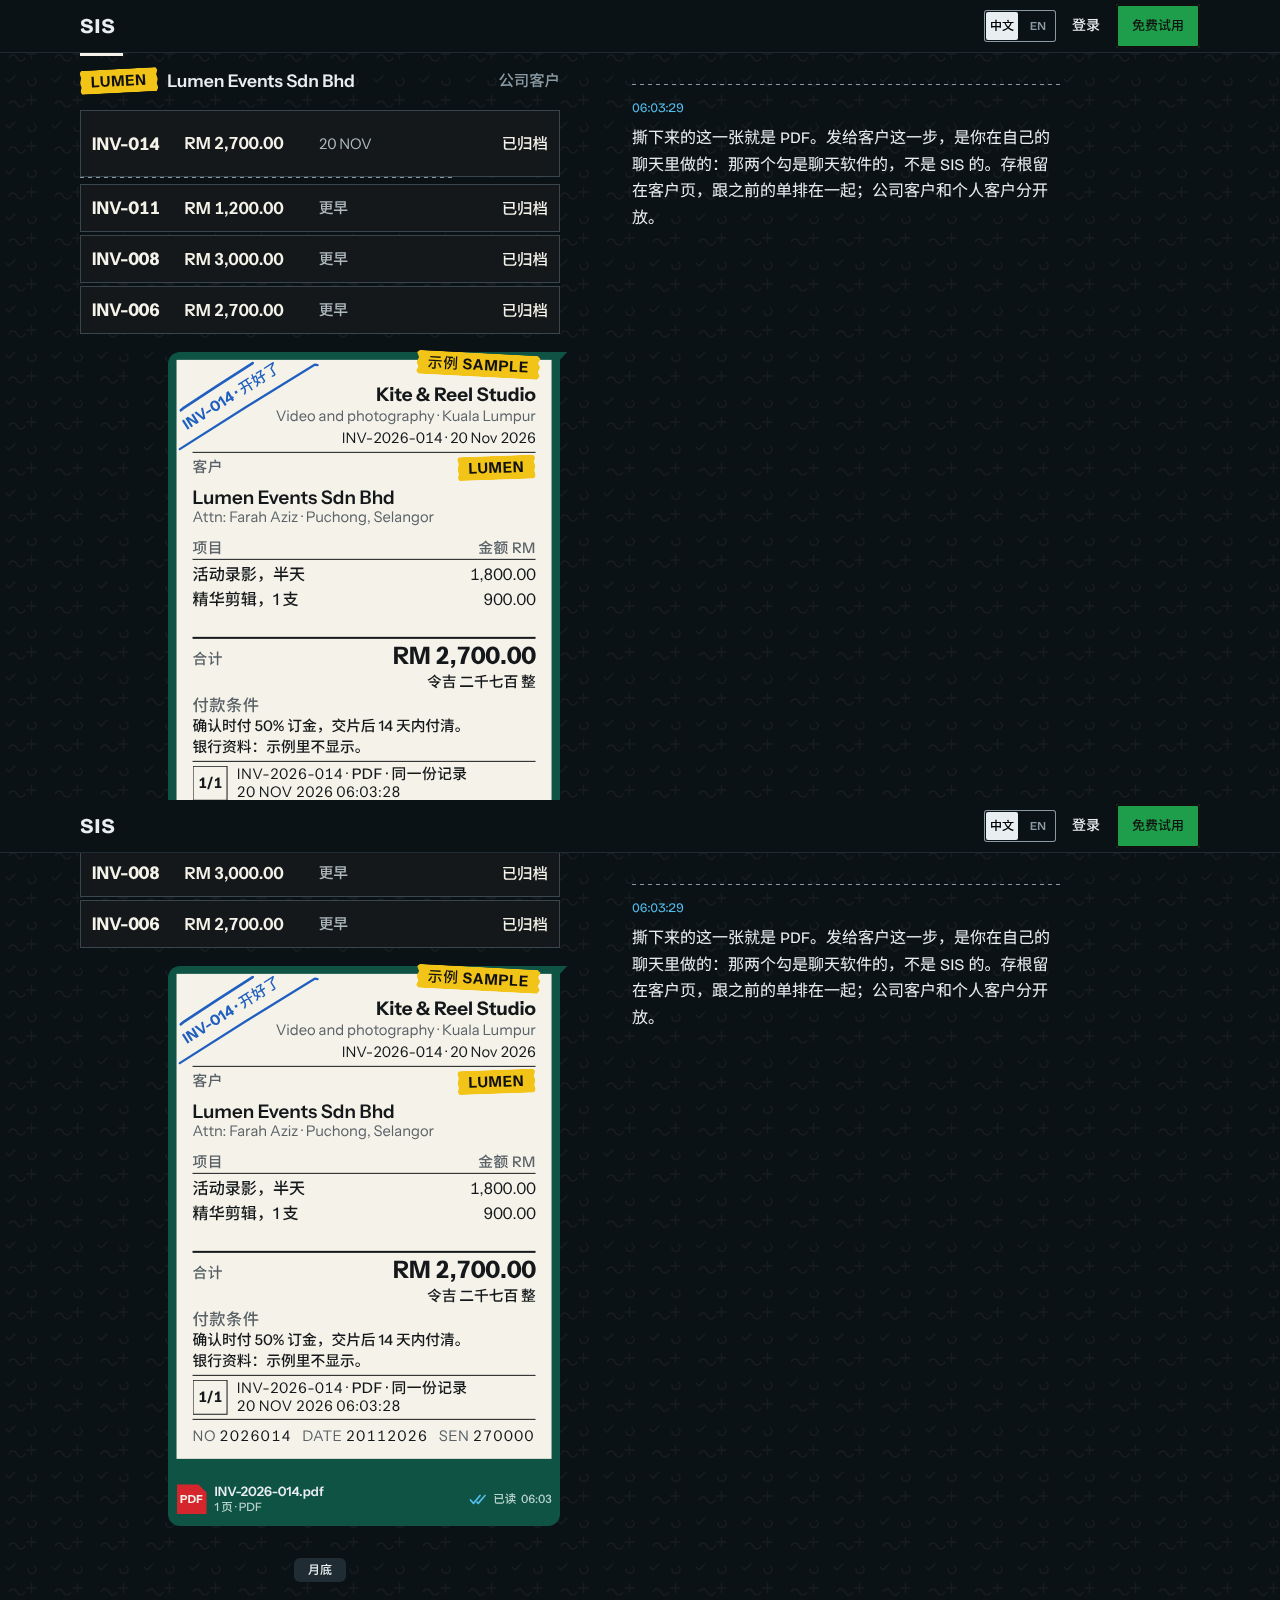 SIS
中文 EN 登录 免费试用
LUMEN Lumen Events Sdn Bhd 公司客户
INV-014 RM 2,700.00 20 NOV 已归档
INV-011 RM 1,200.00 更早 已归档
INV-008 RM 3,000.00 更早 已归档
INV-006 RM 2,700.00 更早 已归档
示例 SAMPLE
INV-014 · 开好了
Kite & Reel Studio
Video and photography · Kuala Lumpur
INV-2026-014 · 20 Nov 2026
客户 LUMEN
Lumen Events Sdn Bhd
Attn: Farah Aziz · Puchong, Selangor
项目 金额 RM
活动录影，半天 1,800.00
精华剪辑，1 支 900.00
合计 RM 2,700.00
令吉 二千七百 整
付款条件
确认时付 50% 订金，交片后 14 天内付清。
银行资料：示例里不显示。
1/1 INV-2026-014 · PDF · 同一份记录
20 NOV 2026 06:03:28
06:03:29
撕下来的这一张就是 PDF。发给客户这一步，是你在自己的
聊天里做的：那两个勾是聊天软件的，不是 SIS 的。存根留
在客户页，跟之前的单排在一起；公司客户和个人客户分开
放。
SIS
中文 EN 登录 免费试用
INV-008 RM 3,000.00 更早 已归档
INV-006 RM 2,700.00 更早 已归档
示例 SAMPLE
INV-014 · 开好了
Kite & Reel Studio
Video and photography · Kuala Lumpur
INV-2026-014 · 20 Nov 2026
客户 LUMEN
Lumen Events Sdn Bhd
Attn: Farah Aziz · Puchong, Selangor
项目 金额 RM
活动录影，半天 1,800.00
精华剪辑，1 支 900.00
合计 RM 2,700.00
令吉 二千七百 整
付款条件
确认时付 50% 订金，交片后 14 天内付清。
银行资料：示例里不显示。
1/1 INV-2026-014 · PDF · 同一份记录
20 NOV 2026 06:03:28
NO 2026014 DATE 20112026 SEN 270000
PDF INV-2026-014.pdf
1 页 · PDF 已读 06:03
月底
06:03:29
撕下来的这一张就是 PDF。发给客户这一步，是你在自己的
聊天里做的：那两个勾是聊天软件的，不是 SIS 的。存根留
在客户页，跟之前的单排在一起；公司客户和个人客户分开
放。